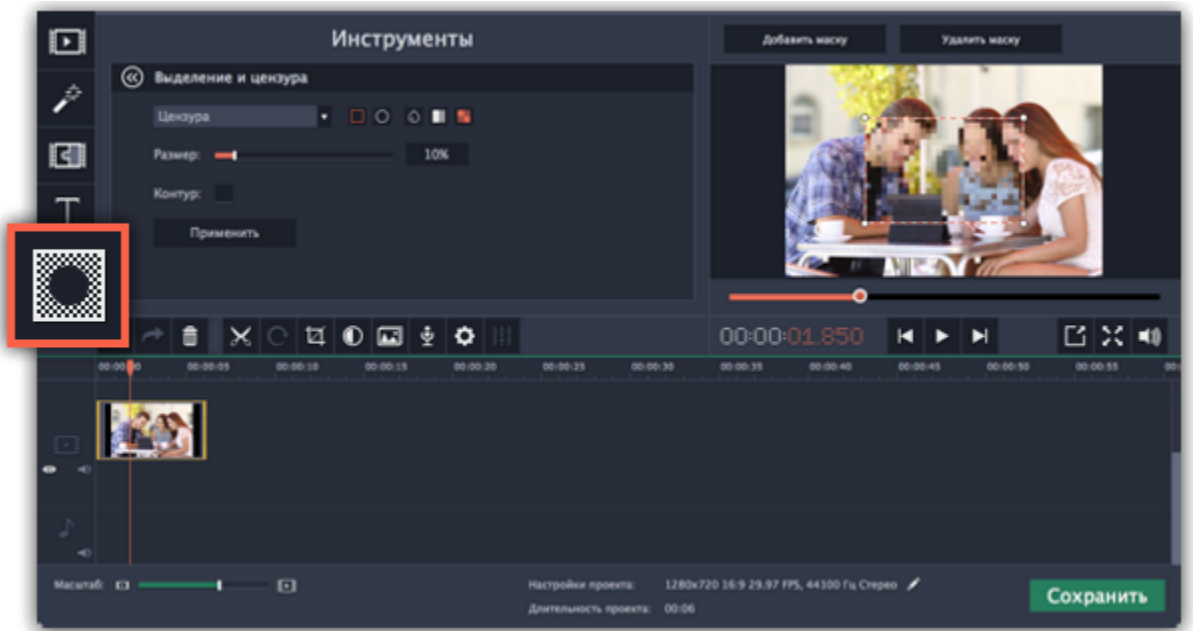 Инструменты
Добавить маску
Удалить маску
Выделение и цензура
Цензура
Размер:
10%
Контур:
T
Применить
00:00:01.850
00:00:05
00:00:10
00:00:15
00:00:20
00:00:25
00:00:30
00:00:35
00:00:40
00:00:45
00:00:50
00:00:55
Масштаб:
Настройки проекта:
1280x720 16:9 29.97 FPS, 44100 Гц Стерео
Длительность проекта:
00:06
Сохранить